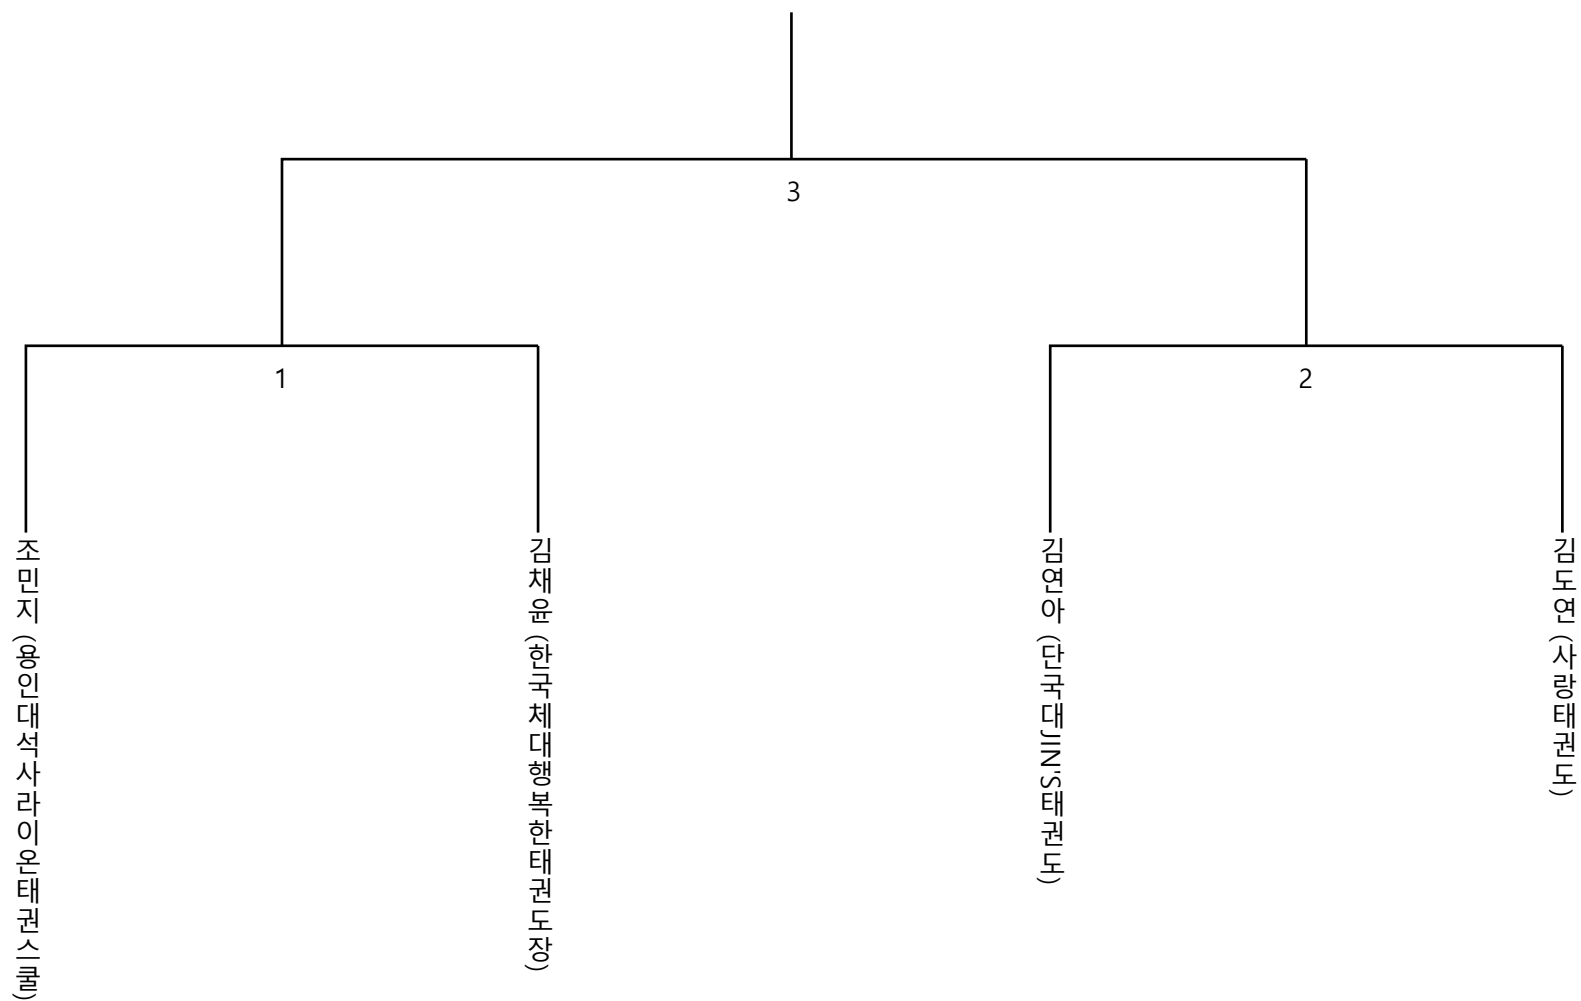 3
1
2
조민지 (용인대석사라이온태권스쿨)
김채윤 (한국체대행복한태권도장)
김연아 (단국대JIN'S태권도)
김도연 (사랑태권도)